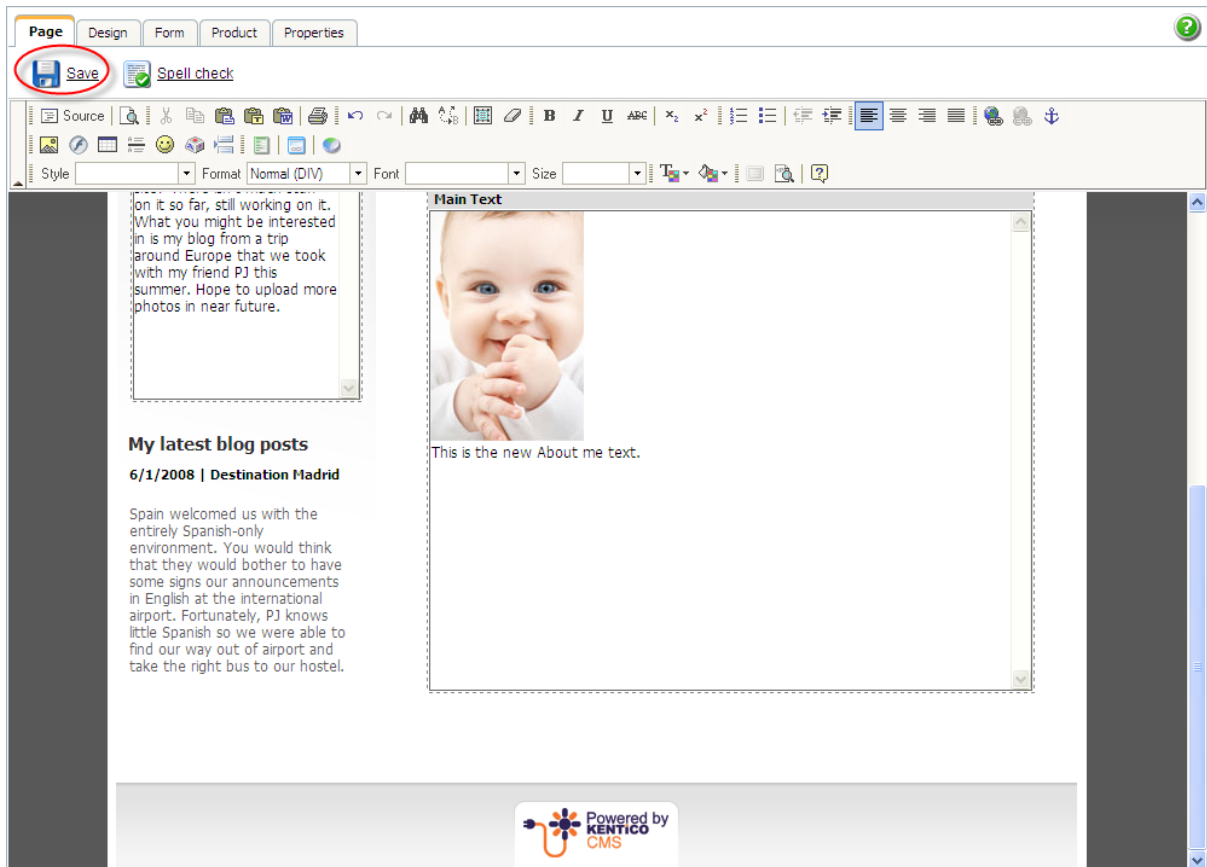 Page Design Form Product Properties
Save Spell check
Source
Style Format Normal (DIV) Font Size
on it so far, still working on it.
What you might be interested
in is my blog from a trip
around Europe that we took
with my friend PJ this
summer. Hope to upload more
photos in near future.
My latest blog posts
6/1/2008 | Destination Madrid
Spain welcomed us with the
entirely Spanish-only
environment. You would think
that they would bother to have
some signs our announcements
in English at the international
airport. Fortunately, PJ knows
little Spanish so we were able to
find our way out of airport and
take the right bus to our hostel.
Main Text
This is the new About me text.
Powered by
KENTICO
CMS